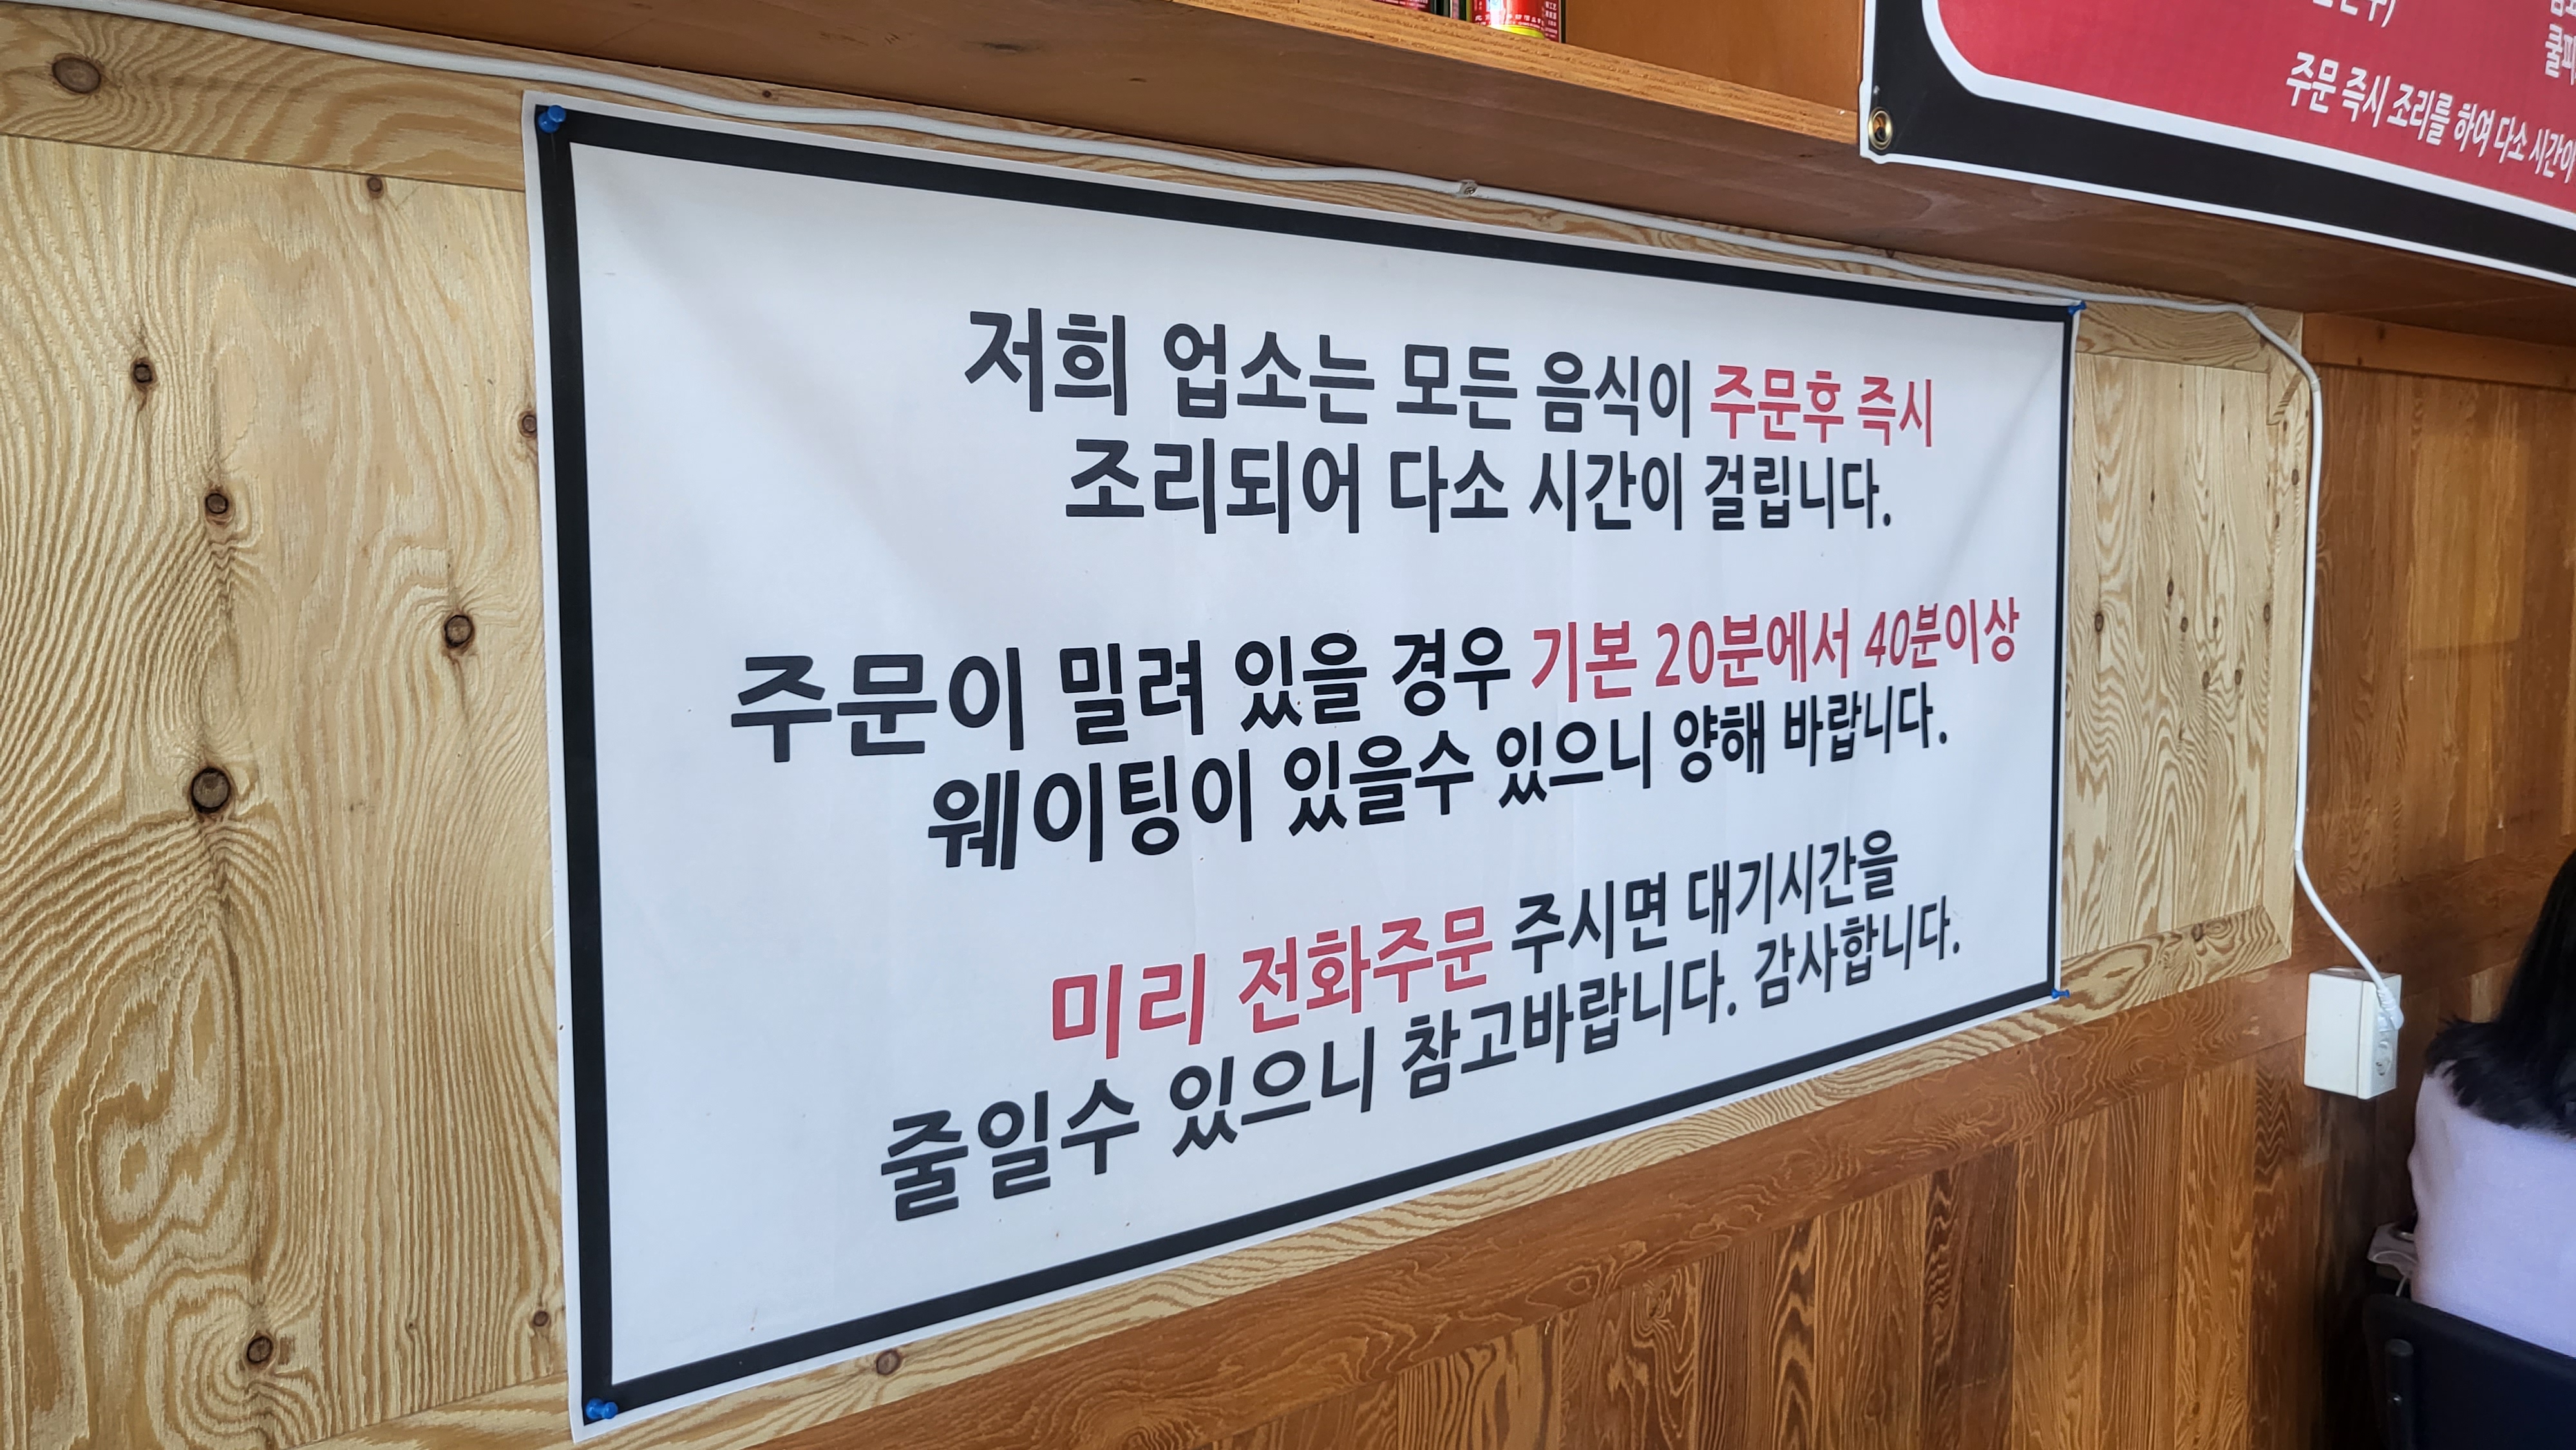 저희 업소는 모든 음식이 주문후 즉시
조리되어 다소 시간이 걸립니다.
주문이 밀려 있을 경우 기본 20분에서 40분이상
웨이팅이 있을수 있으니 양해 바랍니다.
미리 전화주문 주시면 대기시간을
줄일수 있으니 참고바랍니다. 감사합니다.
주문 즉시 조리를 하여 다소 시간이